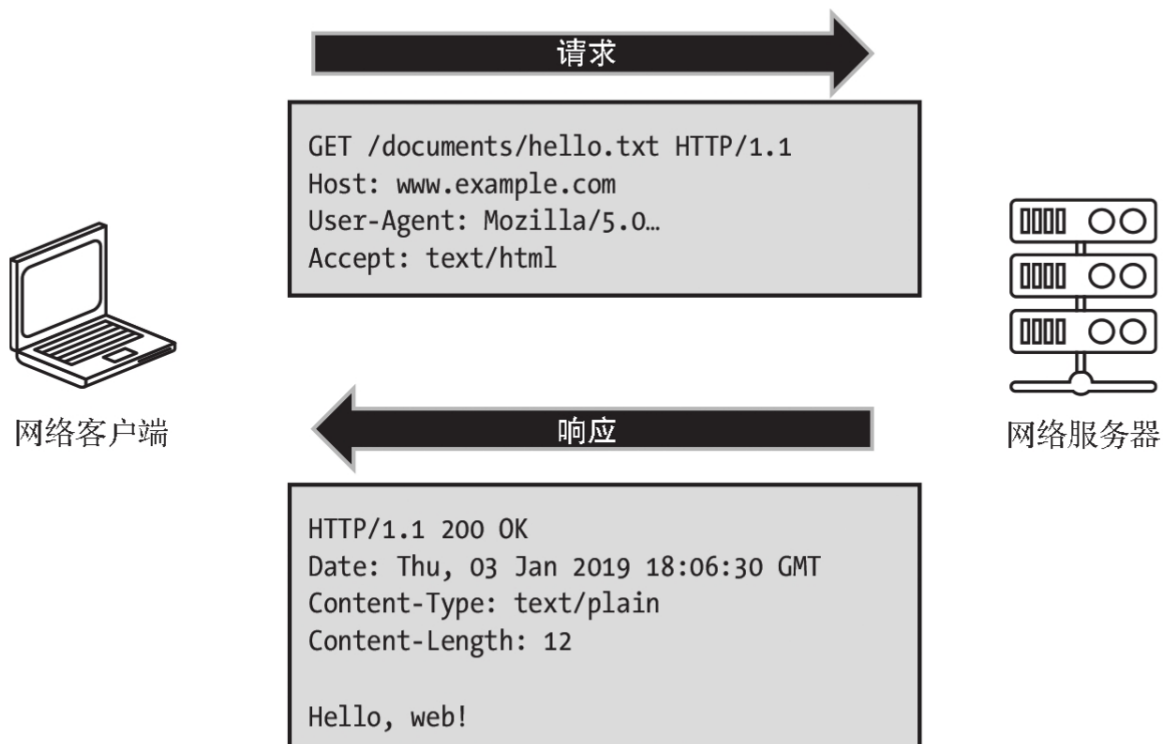 请求
GET /documents/hello.txt HTTP/1.1
Host: www.example.com
User-Agent: Mozilla/5.0…
Accept: text/html
网络客户端
网络服务器
响应
HTTP/1.1 200 OK
Date: Thu, 03 Jan 2019 18:06:30 GMT
Content-Type: text/plain
Content-Length: 12
Hello, web!